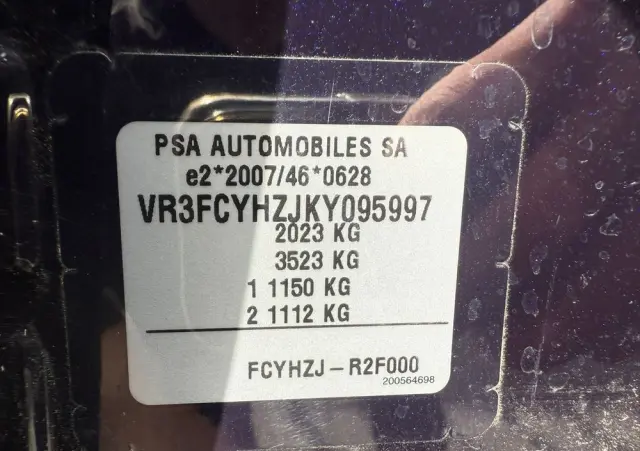 PSA AUTOMOBILES SA
e2*2007/46*0628
VR3FCYHZJKY095997
2023 KG
3523 KG
1 1150 KG
2 1112 KG
FCYHZJ-R2F000
200564698